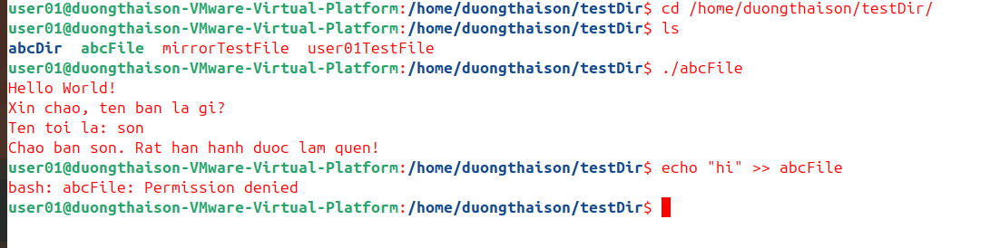 user01@duongthaison-VMware-Virtual-Platform:/home/duongthaison/testDir$ cd /home/duongthaison/testDir/
user01@duongthaison-VMware-Virtual-Platform:/home/duongthaison/testDir$ ls
abcDir  abcFile  mirrorTestFile  user01TestFile
user01@duongthaison-VMware-Virtual-Platform:/home/duongthaison/testDir$ ./abcFile
Hello World!
Xin chao, ten ban la gi?
Ten toi la: son
Chao ban son. Rat han hanh duoc lam quen!
user01@duongthaison-VMware-Virtual-Platform:/home/duongthaison/testDir$ echo "hi" >> abcFile
bash: abcFile: Permission denied
user01@duongthaison-VMware-Virtual-Platform:/home/duongthaison/testDir$